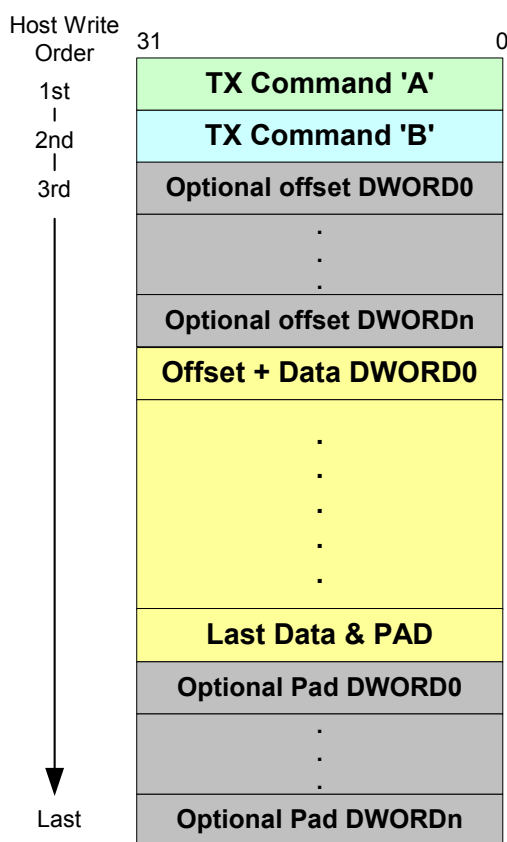 Host Write
Order
31
0
1st
TX Command 'A'
2nd
TX Command 'B'
3rd
Optional offset DWORD0
.
.
.
Optional offset DWORDn
Offset + Data DWORD0
.
.
.
.
.
Last Data & PAD
Optional Pad DWORD0
.
.
.
Last
Optional Pad DWORDn